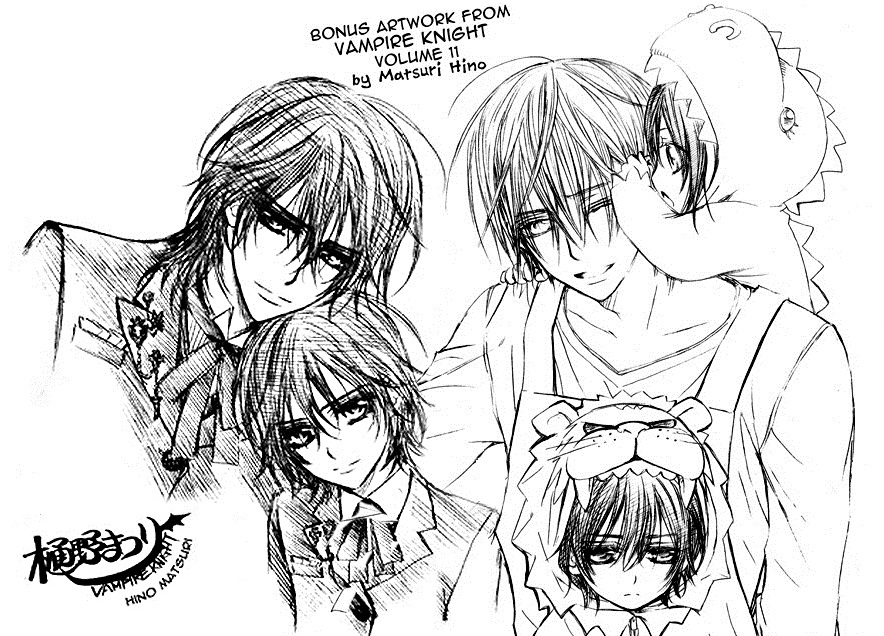 BONUS ARTWORK FROM
VAMPIRE KNIGHT
VOLUME 11
by Matsuri Hino
樋野まつり
VAMPIRE KNIGHT
HINO MATSURI